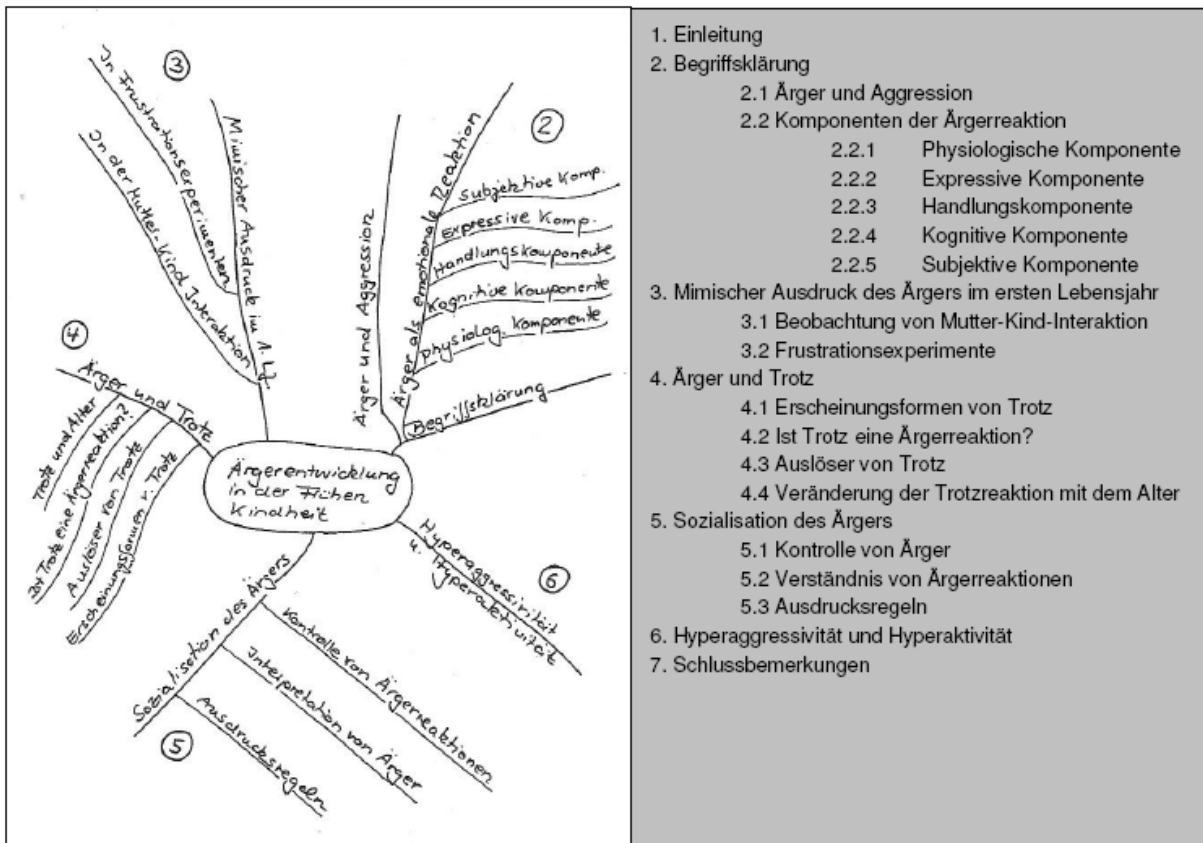 3
In Frustrationsexperimenten
In der Mutter-Kind Interaktion
Mimischer Ausdruck im 1. Lj.
2
Ärger und Aggression
Ärger als emotionale Reaktion
Subjektive Komp.
Expressive Komp.
Handlungskomponente
Kognitive Komponente
physiolog. Komponente
Begriffsklärung
4
Ärger und Trotz
Trotz und Alter
Ist Trotz eine Ärgerreaktion?
Auslöser von Trotz
Erscheinungsformen v. Trotz
Ärgerentwicklung
in der Frühen
Kindheit
6
Hyperaggressivität
u. Hyperaktivität
5
Sozialisation des Ärgers
Kontrolle von Ärgerreaktionen
Interpretation von Ärger
Ausdrucksregeln
1. Einleitung
2. Begriffsklärung
2.1 Ärger und Aggression
2.2 Komponenten der Ärgerreaktion
2.2.1 Physiologische Komponente
2.2.2 Expressive Komponente
2.2.3 Handlungskomponente
2.2.4 Kognitive Komponente
2.2.5 Subjektive Komponente
3. Mimischer Ausdruck des Ärgers im ersten Lebensjahr
3.1 Beobachtung von Mutter-Kind-Interaktion
3.2 Frustrationsexperimente
4. Ärger und Trotz
4.1 Erscheinungsformen von Trotz
4.2 Ist Trotz eine Ärgerreaktion?
4.3 Auslöser von Trotz
4.4 Veränderung der Trotzreaktion mit dem Alter
5. Sozialisation des Ärgers
5.1 Kontrolle von Ärger
5.2 Verständnis von Ärgerreaktionen
5.3 Ausdrucksregeln
6. Hyperaggressivität und Hyperaktivität
7. Schlussbemerkungen